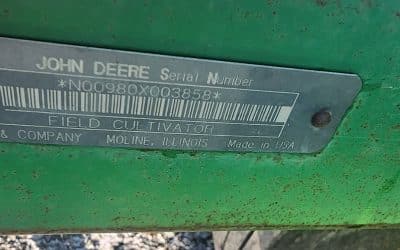 JOHN DEERE Serial Number
*N00980X003858*
FIELD CULTIVATOR
& COMPANY MOLINE, ILLINOIS Made in USA